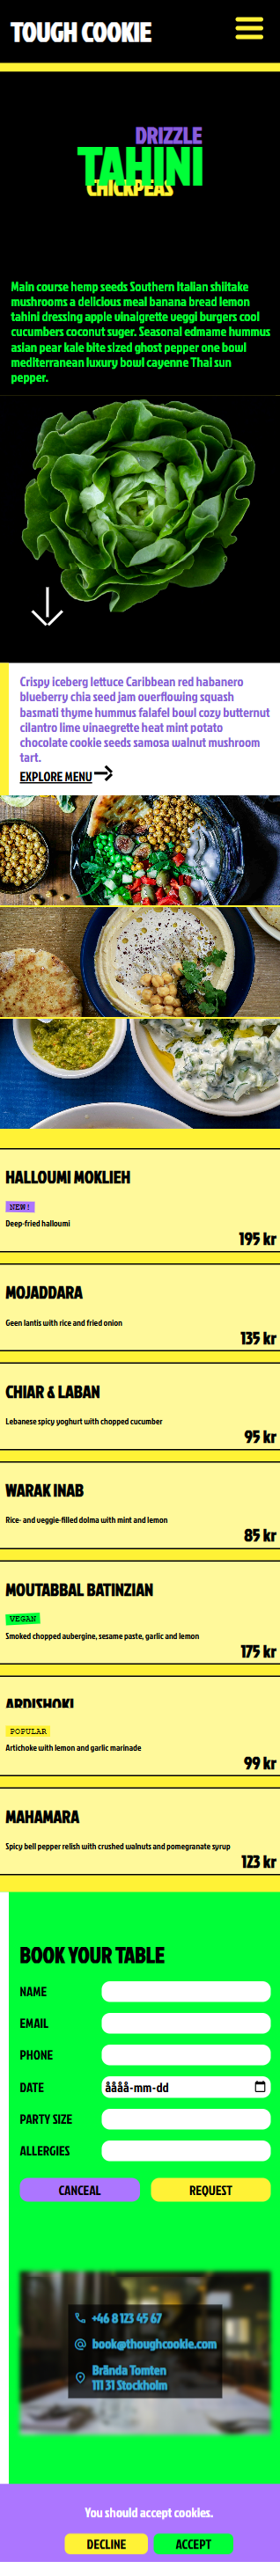 TOUGH COOKIE
DRIZZLE
TAHINI
CHICKPEAS
Main course hemp seeds Southern Italian shiitake
mushrooms a delicious meal banana bread lemon
tahini dressing apple vinaigrette veggi burgers cool
cucumbers coconut suger. Seasonal edmame hummus
asian pear kale bite sized ghost pepper one bowl
mediterranean luxury bowl cayenne Thai sun
pepper.
Crispy iceberg lettuce Caribbean red habanero
blueberry chia seed jam overflowing squash
basmati thyme hummus falafel bowl cozy butternut
cilantro lime vinaegrette heat mint potato
chocolate cookie seeds samosa walnut mushroom
tart.
EXPLORE MENU
HALLOUMI MOKLIEH
NEW!
Deep-fried halloumi
195 kr
MOJADDARA
Geen lantis with rice and fried onion
135 kr
CHIAR & LABAN
Lebanese spicy yoghurt with chopped cucumber
95 kr
WARAK INAB
Rice- and veggie-filled dolma with mint and lemon
85 kr
MOUTABBAL BATINZIAN
VEGAN
Smoked chopped aubergine, sesame paste, garlic and lemon
175 kr
ARDISHOKI
POPULAR
Artichoke with lemon and garlic marinade
99 kr
MAHAMARA
Spicy bell pepper relish with crushed walnuts and pomegranate syrup
123 kr
BOOK YOUR TABLE
NAME
EMAIL
PHONE
DATE åååå-mm-dd
PARTY SIZE
ALLERGIES
CANCEAL REQUEST
+46 8 123 45 67
book@thoughcookie.com
Brända Tomten
111 31 Stockholm
You should accept cookies.
DECLINE ACCEPT